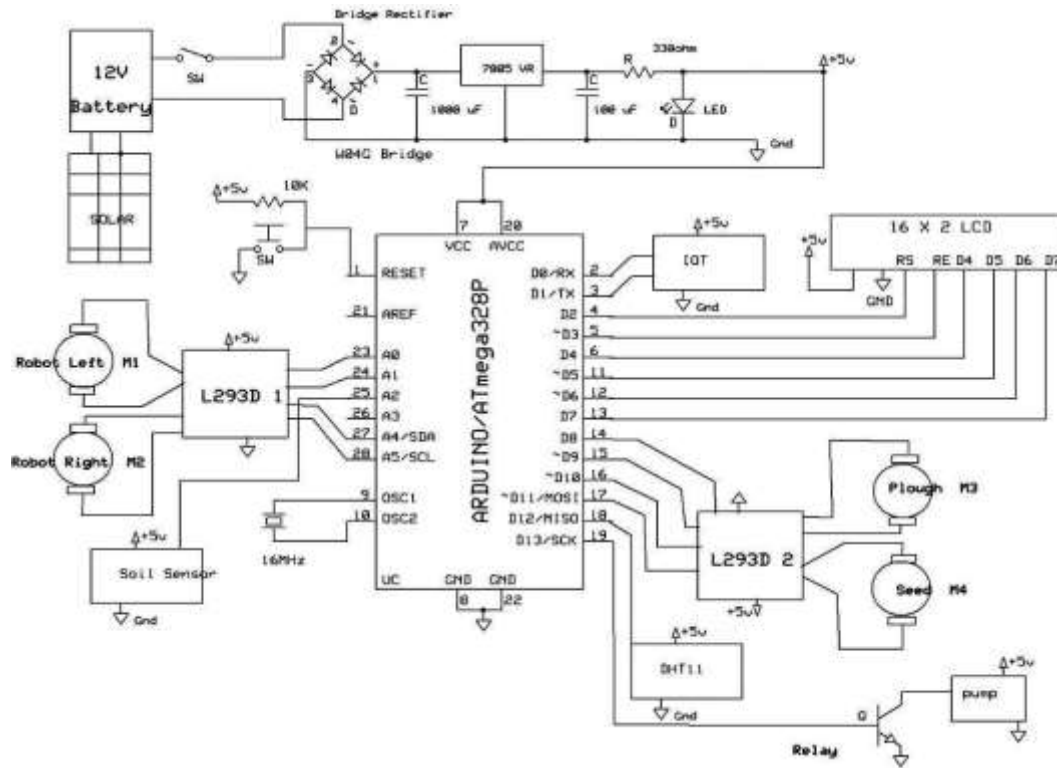 Bridge Rectifier
12V
Battery
SW
2
-
3
+
1
4
C
1000 uF
7805 VR
C
100 uF
R
330ohm
LED
D
+5v
Gnd
W04G Bridge
SOLAR
+5v
10K
SW
7 20
VCC AVCC
1 RESET
21 AREF
23 A0
24 A1
25 A2
26 A3
27 A4/SDA
28 A5/SCL
9 OSC1
10 OSC2
UC
GND GND
8 22
ARDUINO/ATmega328P
D0/RX 2
D1/TX 3
D2 4
~D3 5
D4 6
~D5 11
~D6 12
D7 13
D8 14
~D9 15
~D10 16
~D11/MOSI 17
D12/MISO 18
D13/SCK 19
+5v
IOT
Gnd
16 X 2 LCD
+5v
GND
RS RE D4 D5 D6 D7
Robot Left M1
Robot Right M2
+5v
L293D 1
16MHz
+5v
Soil Sensor
Gnd
L293D 2
+5v
Plough M3
Seed M4
+5v
DHT11
Gnd
Q
Relay
+5v
pump